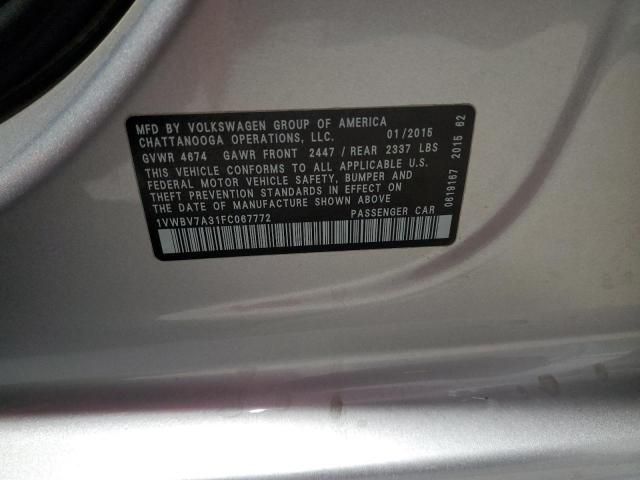 MFD BY VOLKSWAGEN GROUP OF AMERICA
CHATTANOOGA OPERATIONS, LLC. 01/2015
GVWR 4674 GAWR FRONT 2447 / REAR 2337 LBS
THIS VEHICLE CONFORMS TO ALL APPLICABLE U.S.
FEDERAL MOTOR VEHICLE SAFETY, BUMPER AND
THEFT PREVENTION STANDARDS IN EFFECT ON
THE DATE OF MANUFACTURE SHOWN ABOVE
1VWBV7A31FC067772 PASSENGER CAR
0619167 2015 62